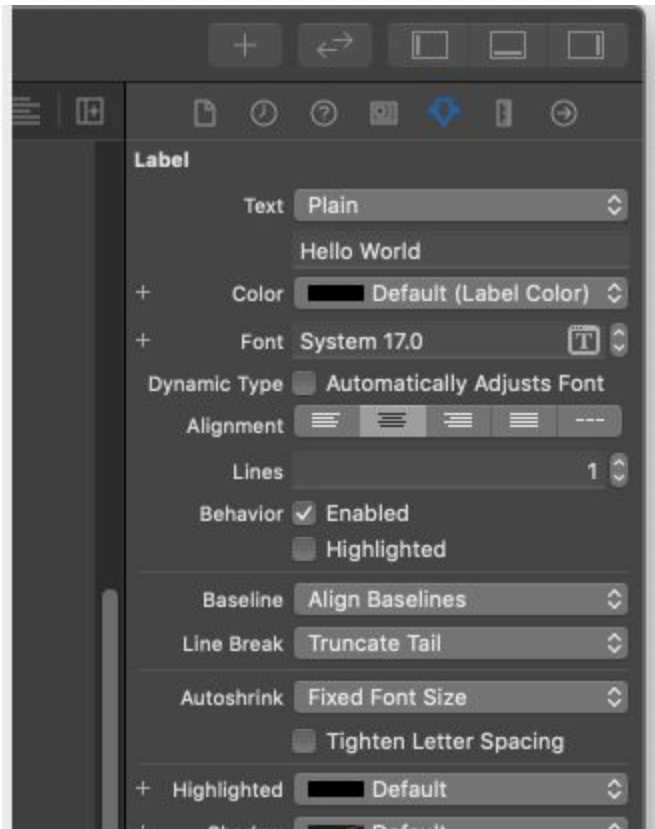 Label
Text Plain
Hello World
+ Color Default (Label Color)
+ Font System 17.0 T
Dynamic Type Automatically Adjusts Font
Alignment
Lines 1
Behavior Enabled
Highlighted
Baseline Align Baselines
Line Break Truncate Tail
Autoshrink Fixed Font Size
Tighten Letter Spacing
+ Highlighted Default